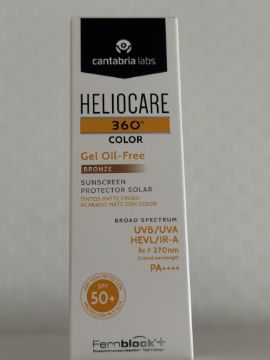 cantabria labs
HELIOCARE
360°
COLOR
Gel Oil-Free
BRONZE
SUNSCREEN
PROTECTOR SOLAR
TINTED MATTE FINISH
ACABADO MATE CON COLOR
BROAD SPECTRUM
UVB/UVA
HEVL/IR-A
λc ≥ 370nm
Critical wavelength
PA++++
SPF
50+
Fernblock®+